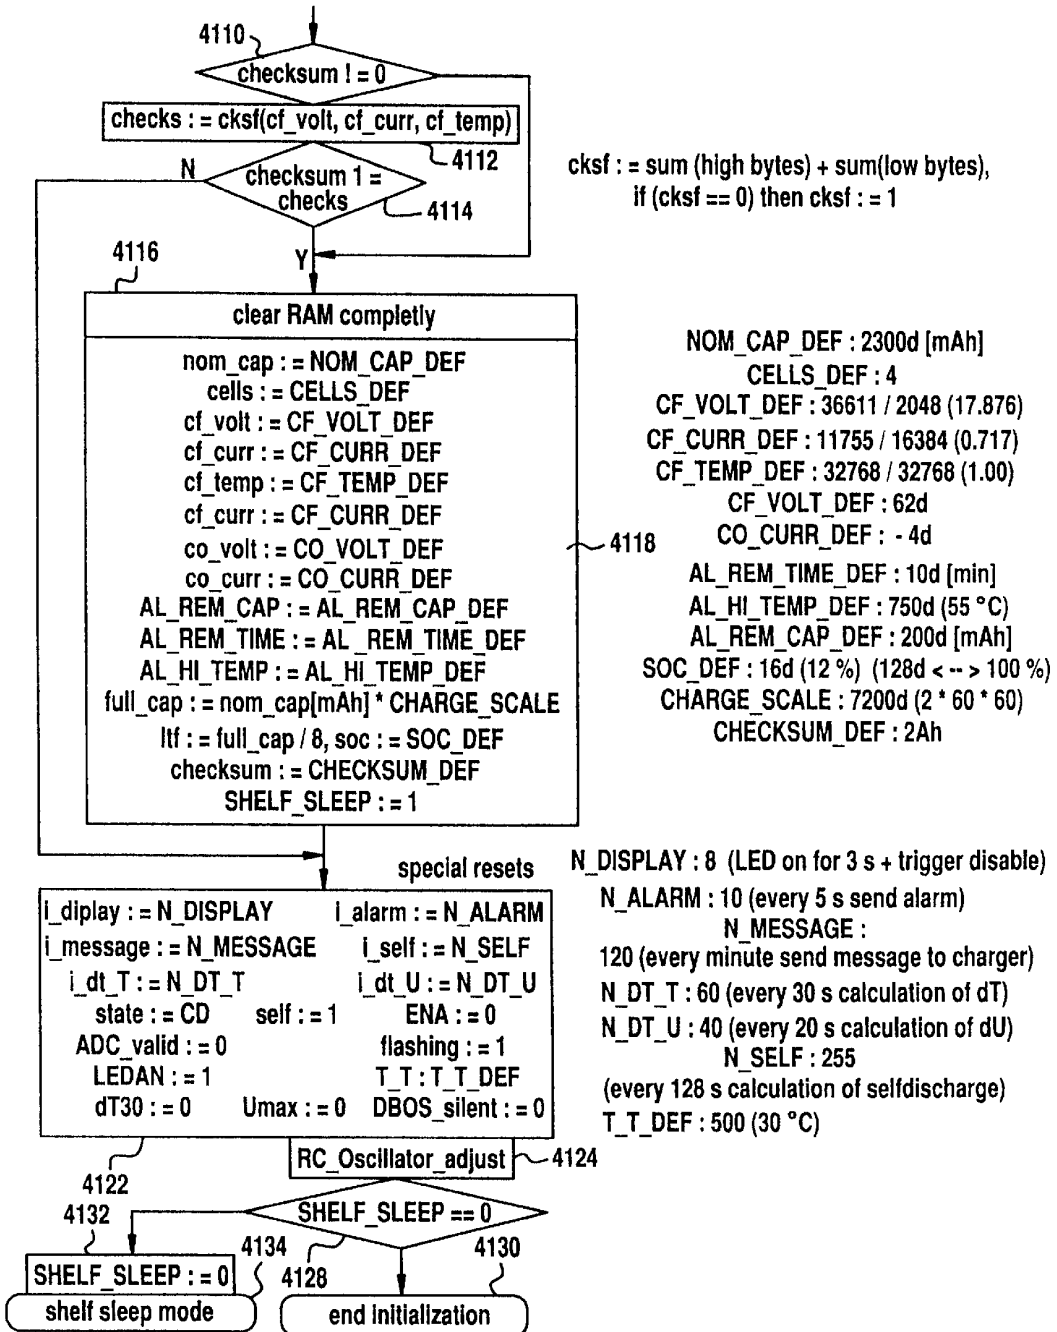 4110
checksum ! = 0
checks : = cksf(cf_volt, cf_curr, cf_temp)
4112
N
checksum 1 =
checks
4114
cksf : = sum (high bytes) + sum(low bytes),
if (cksf == 0) then cksf : = 1
Y
4116
clear RAM completly
nom_cap : = NOM_CAP_DEF
cells : = CELLS_DEF
cf_volt : = CF_VOLT_DEF
cf_curr : = CF_CURR_DEF
cf_temp : = CF_TEMP_DEF
cf_curr : = CF_CURR_DEF
co_volt : = CO_VOLT_DEF
co_curr : = CO_CURR_DEF
AL_REM_CAP : = AL_REM_CAP_DEF
AL_REM_TIME : = AL_REM_TIME_DEF
AL_HI_TEMP : = AL_HI_TEMP_DEF
full_cap : = nom_cap[mAh] * CHARGE_SCALE
ltf : = full_cap / 8, soc : = SOC_DEF
checksum : = CHECKSUM_DEF
SHELF_SLEEP : = 1
4118
NOM_CAP_DEF : 2300d [mAh]
CELLS_DEF : 4
CF_VOLT_DEF : 36611 / 2048 (17.876)
CF_CURR_DEF : 11755 / 16384 (0.717)
CF_TEMP_DEF : 32768 / 32768 (1.00)
CF_VOLT_DEF : 62d
CO_CURR_DEF : - 4d
AL_REM_TIME_DEF : 10d [min]
AL_HI_TEMP_DEF : 750d (55 °C)
AL_REM_CAP_DEF : 200d [mAh]
SOC_DEF : 16d (12 %) (128d < -- > 100 %)
CHARGE_SCALE : 7200d (2 * 60 * 60)
CHECKSUM_DEF : 2Ah
special resets
i_diplay : = N_DISPLAY i_alarm : = N_ALARM
i_message : = N_MESSAGE i_self : = N_SELF
i_dt_T : = N_DT_T i_dt_U : = N_DT_U
state : = CD self : = 1 ENA : = 0
ADC_valid : = 0 flashing : = 1
LEDAN : = 1 T_T : T_T_DEF
dT30 : = 0 Umax : = 0 DBOS_silent : = 0
4122
N_DISPLAY : 8 (LED on for 3 s + trigger disable)
N_ALARM : 10 (every 5 s send alarm)
N_MESSAGE :
120 (every minute send message to charger)
N_DT_T : 60 (every 30 s calculation of dT)
N_DT_U : 40 (every 20 s calculation of dU)
N_SELF : 255
(every 128 s calculation of selfdischarge)
T_T_DEF : 500 (30 °C)
RC_Oscillator_adjust
4124
SHELF_SLEEP == 0
4128
4132
SHELF_SLEEP : = 0
4134
shelf sleep mode
4130
end initialization